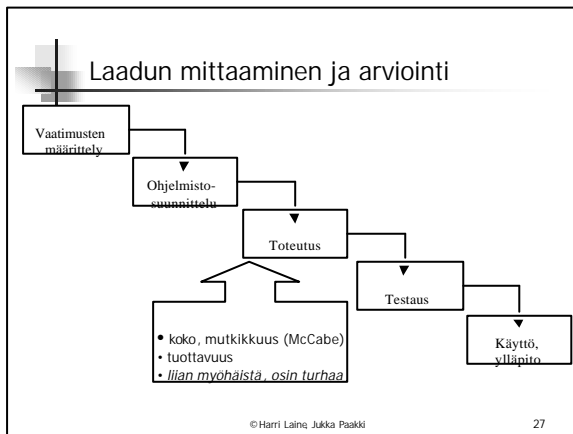 Laadun mittaaminen ja arviointi
Vaatimusten
määrittely
Ohjelmisto-
suunnittelu
Toteutus
Testaus
Käyttö,
ylläpito
• koko, mutkikkuus (McCabe)
• tuottavuus
• liian myöhäistä, osin turhaa
© Harri Laine, Jukka Paakki
27